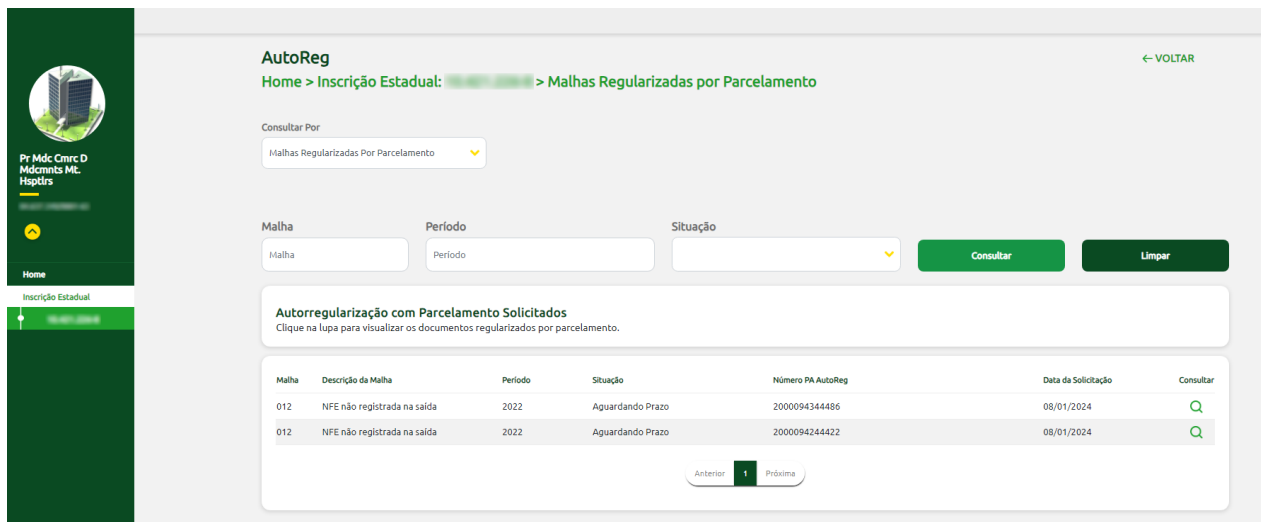 AutoReg
← VOLTAR
Home > Inscrição Estadual: > Malhas Regularizadas por Parcelamento
Consultar Por
Malhas Regularizadas Por Parcelamento
Pr Mdc Cmrc D
Mdcmnts Mt.
Hsptlrs
Malha Período Situação
Malha Período Consultar Limpar
Home
Inscrição Estadual
Autorregularização com Parcelamento Solicitados
Clique na lupa para visualizar os documentos regularizados por parcelamento.
Malha Descrição da Malha Período Situação Número PA AutoReg Data da Solicitação Consultar
012 NFE não registrada na saída 2022 Aguardando Prazo 2000094344486 08/01/2024
012 NFE não registrada na saída 2022 Aguardando Prazo 2000094244422 08/01/2024
Anterior 1 Próxima